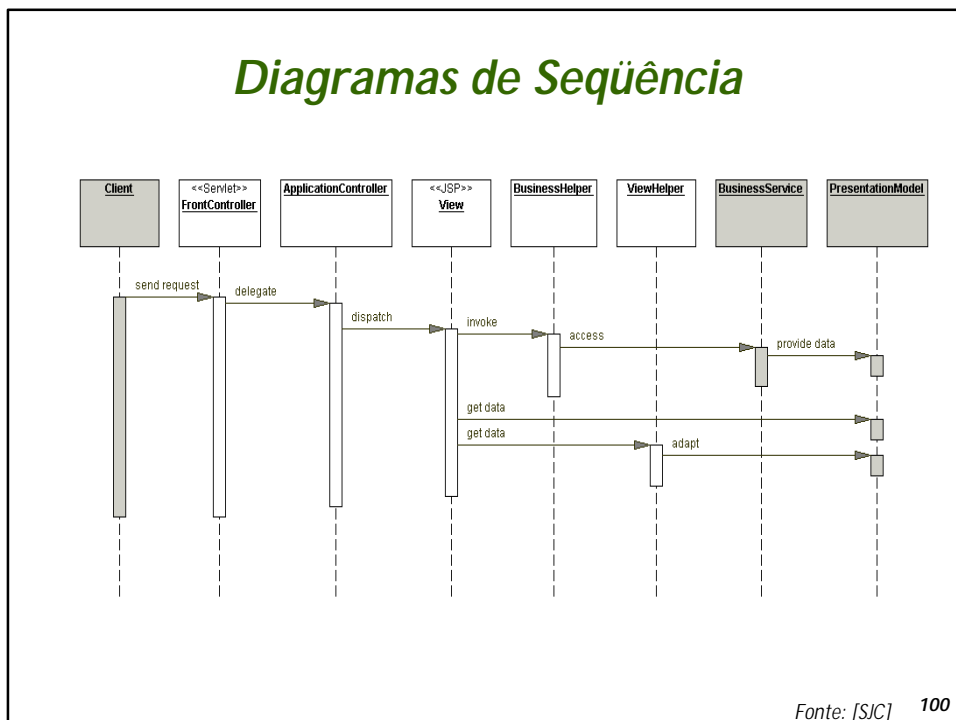 Diagramas de Seqüência
Client
<<Servlet>>
FrontController
ApplicationController
<<JSP>>
View
BusinessHelper
ViewHelper
BusinessService
PresentationModel
send request
delegate
dispatch
invoke
access
provide data
get data
get data
adapt
Fonte: [SJC] 100